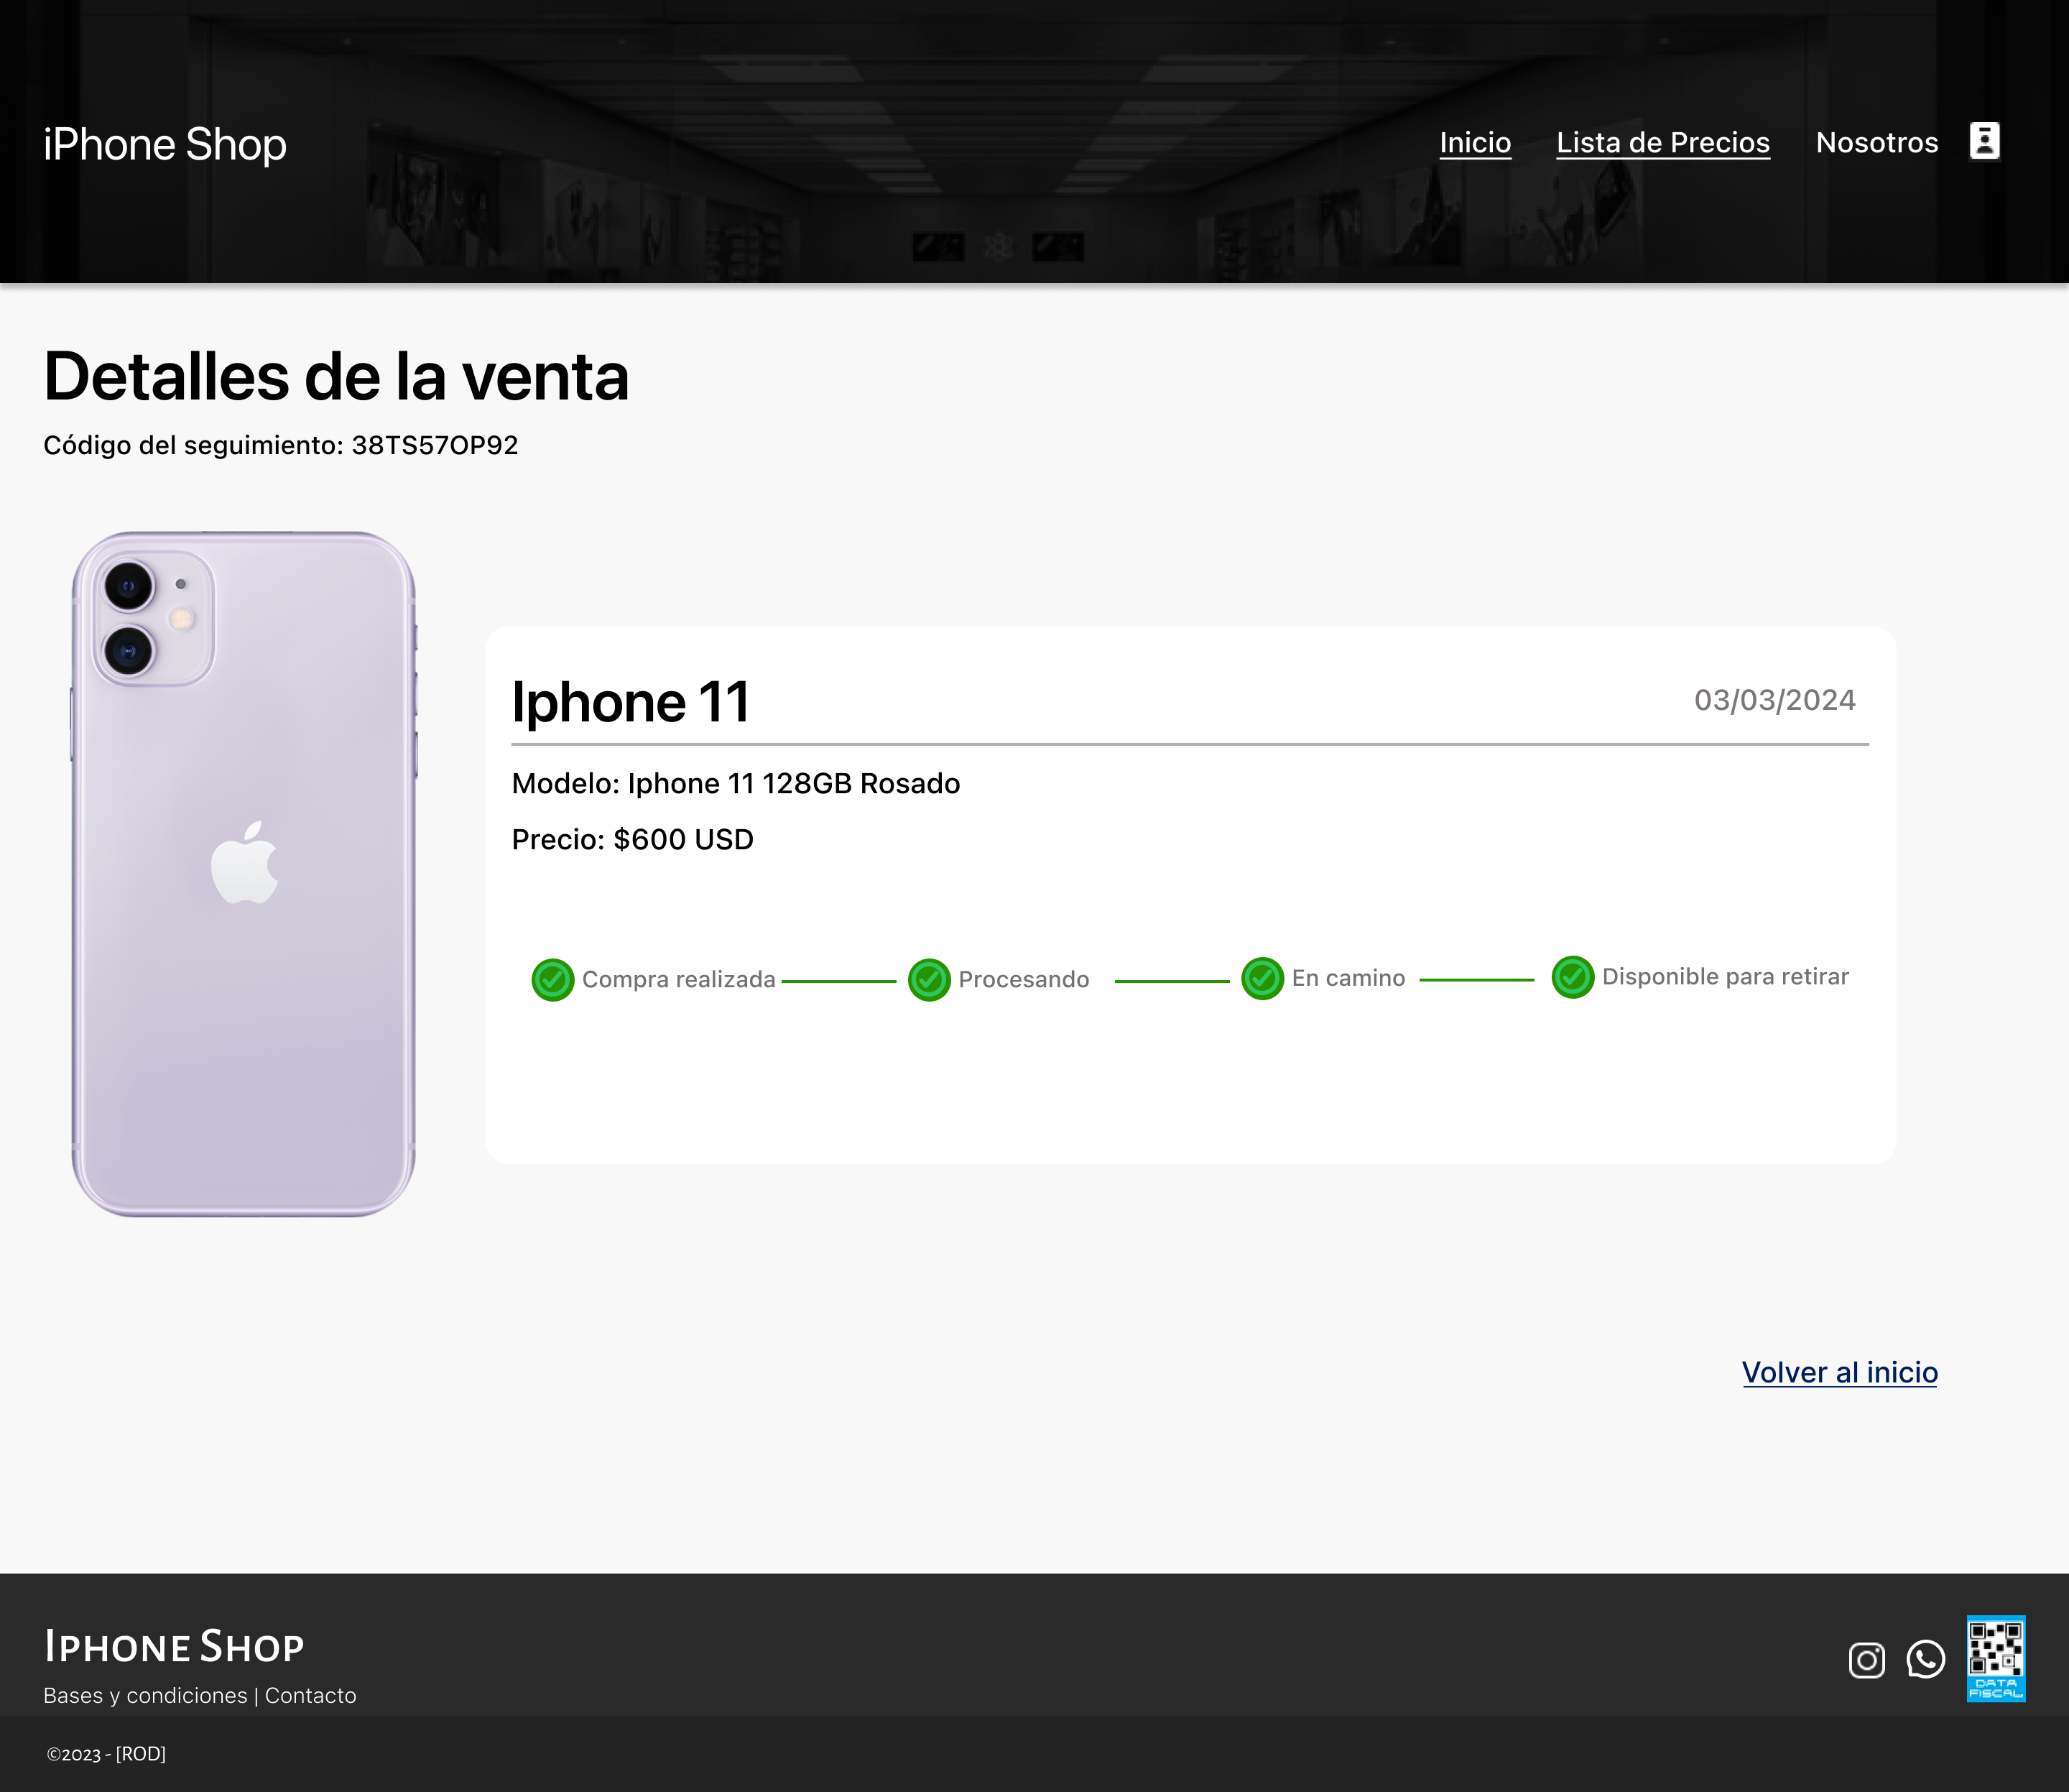 iPhone Shop
Inicio Lista de Precios Nosotros
Detalles de la venta
Código del seguimiento: 38TS57OP92
Iphone 11
03/03/2024
Modelo: Iphone 11 128GB Rosado
Precio: $600 USD
Compra realizada Procesando En camino Disponible para retirar
Volver al inicio
Iphone Shop
Bases y condiciones | Contacto
DATA
FISCAL
©2023 - [ROD]